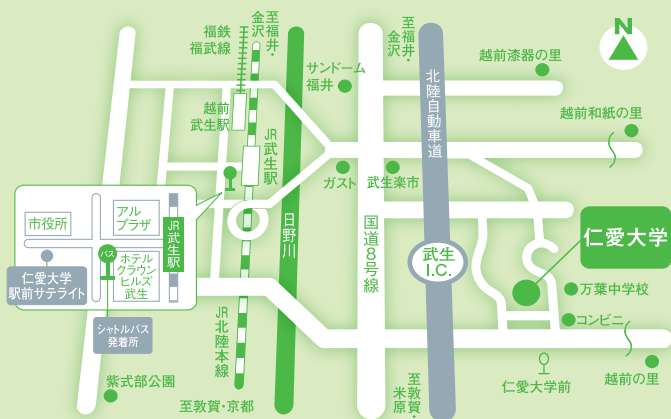 N
至福井・
金沢
福鉄
福武線
至福井・
金沢
サンドーム
福井
北陸自動車道
越前漆器の里
越前
武生駅
JR武生駅
越前和紙の里
ガスト
武生楽市
日野川
国道8号線
仁愛大学
武生
I.C.
市役所
アル
プラザ
JR武生駅
バス
ホテル
クラウン
ヒルズ
武生
仁愛大学
駅前サテライト
シャトルバス
発着所
JR北陸本線
万葉中学校
コンビニ
紫式部公園
至敦賀・京都
至敦賀・
米原
仁愛大学前
越前の里